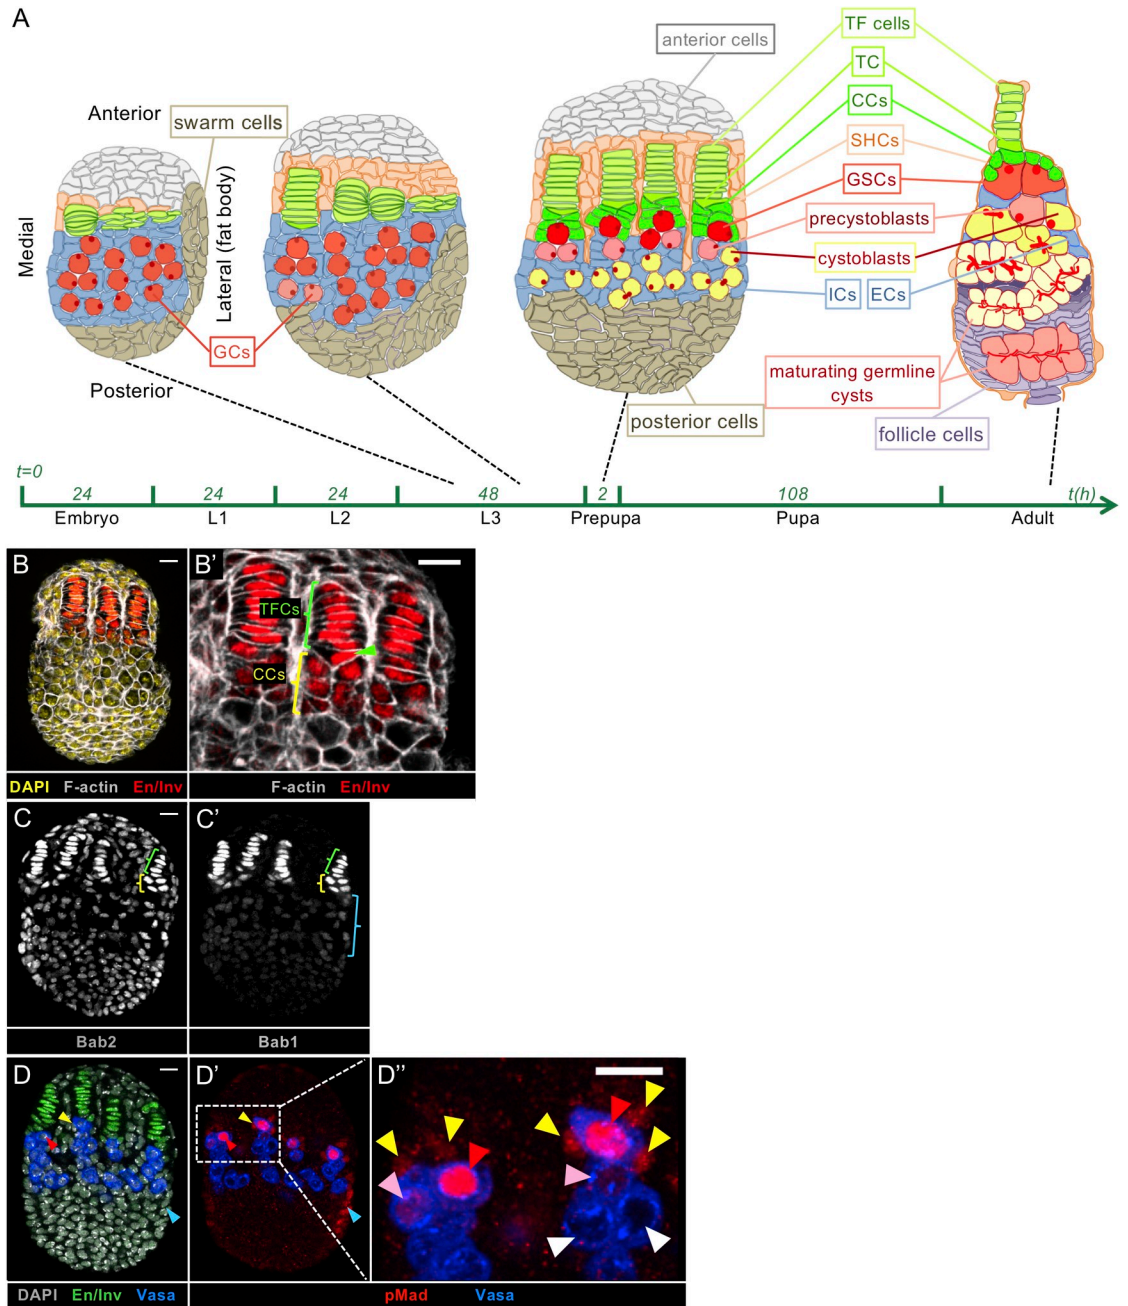 A
Anterior
swarm cells
anterior cells
TF cells
TC
CCs
SHCs
GSCs
precystoblasts
cystoblasts
ICs
ECs
Medial
Lateral (fat body)
GCs
Posterior
posterior cells
maturating germline
cysts
follicle cells
t=0
24
24
24
48
2
108
t(h)
Embryo
L1
L2
L3
Prepupa
Pupa
Adult
B
B'
TFCs
CCs
DAPI F-actin En/Inv
F-actin En/Inv
C
C'
Bab2
Bab1
D
D'
D''
DAPI En/Inv Vasa
pMad Vasa